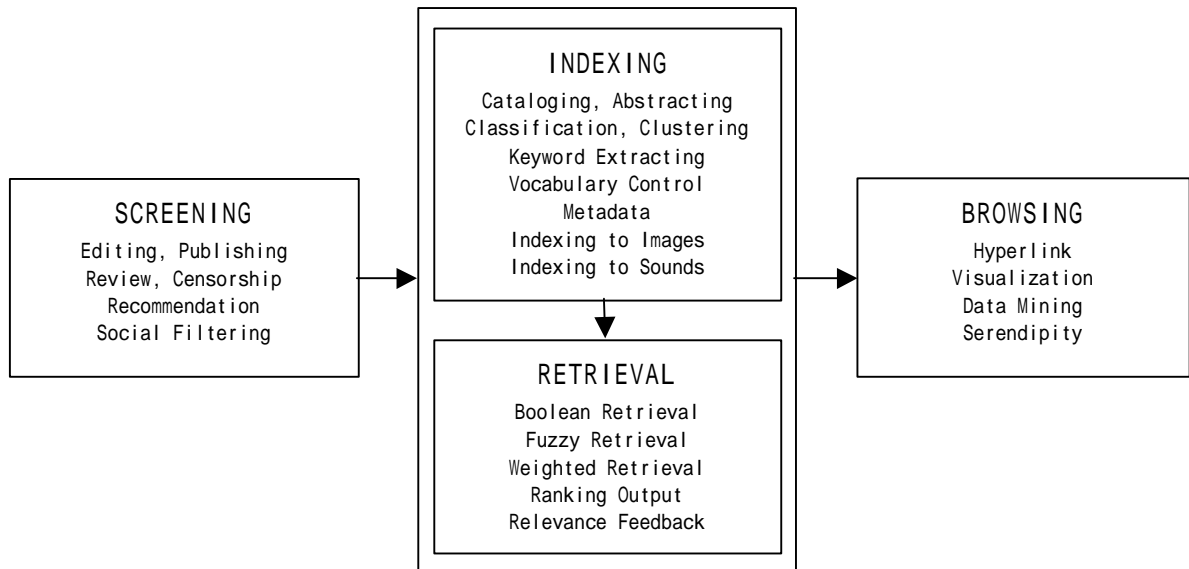 SCREENING
Editing, Publishing
Review, Censorship
Recommendation
Social Filtering
INDEXING
Cataloging, Abstracting
Classification, Clustering
Keyword Extracting
Vocabulary Control
Metadata
Indexing to Images
Indexing to Sounds
RETRIEVAL
Boolean Retrieval
Fuzzy Retrieval
Weighted Retrieval
Ranking Output
Relevance Feedback
BROWSING
Hyperlink
Visualization
Data Mining
Serendipity